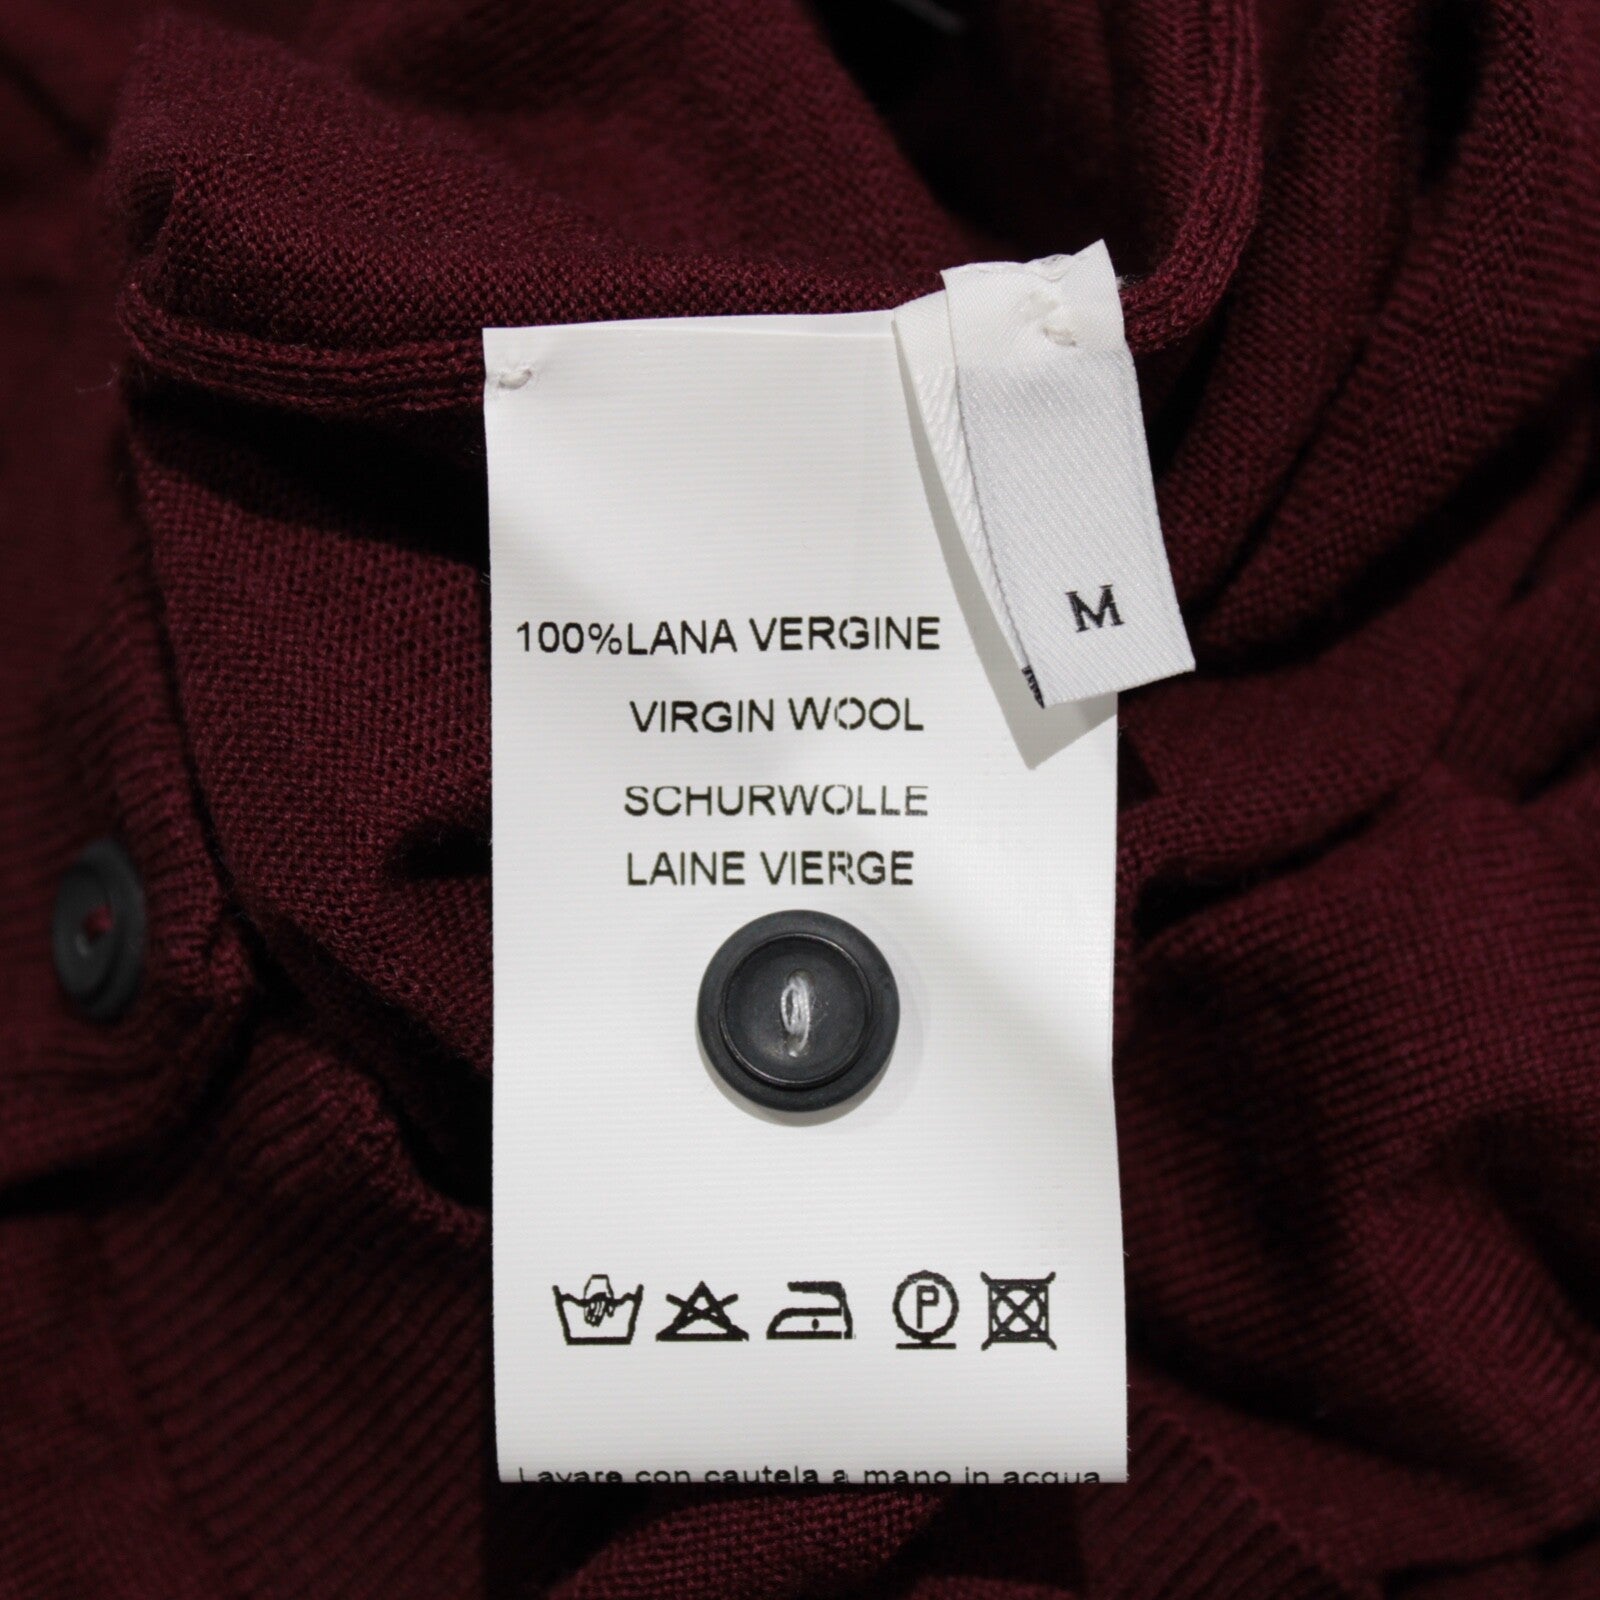 M
100%LANA VERGINE
VIRGIN WOOL
SCHURWOLLE
LAINE VIERGE
P
Lavare con cautela a mano in acqua